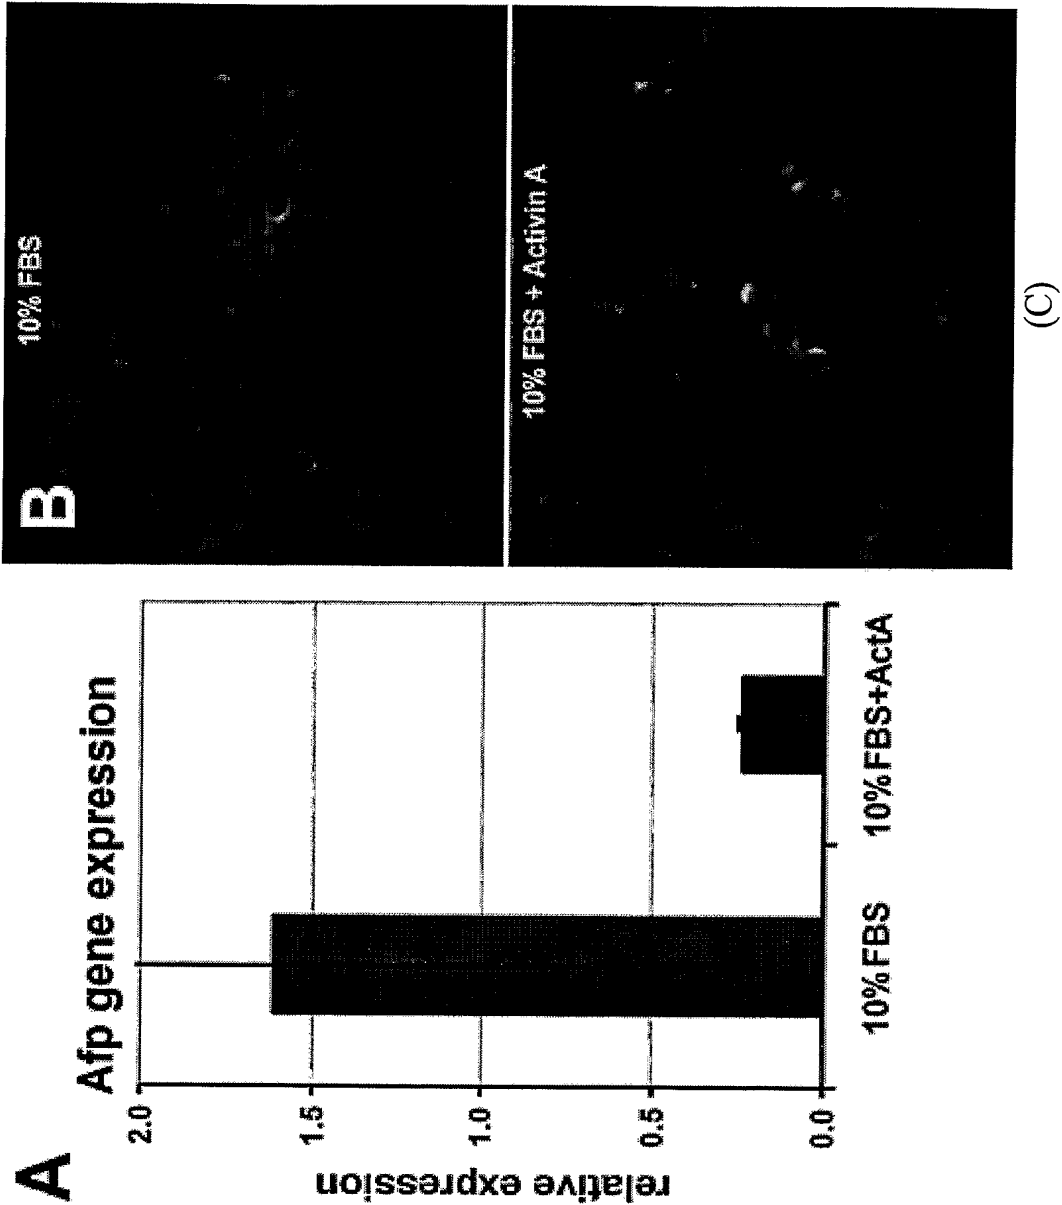 A
Afp gene expression
relative expression
2.0
1.5
1.0
0.5
0.0
10%FBS
10%FBS+ActA
B
10% FBS
10% FBS + Activin A
(C)